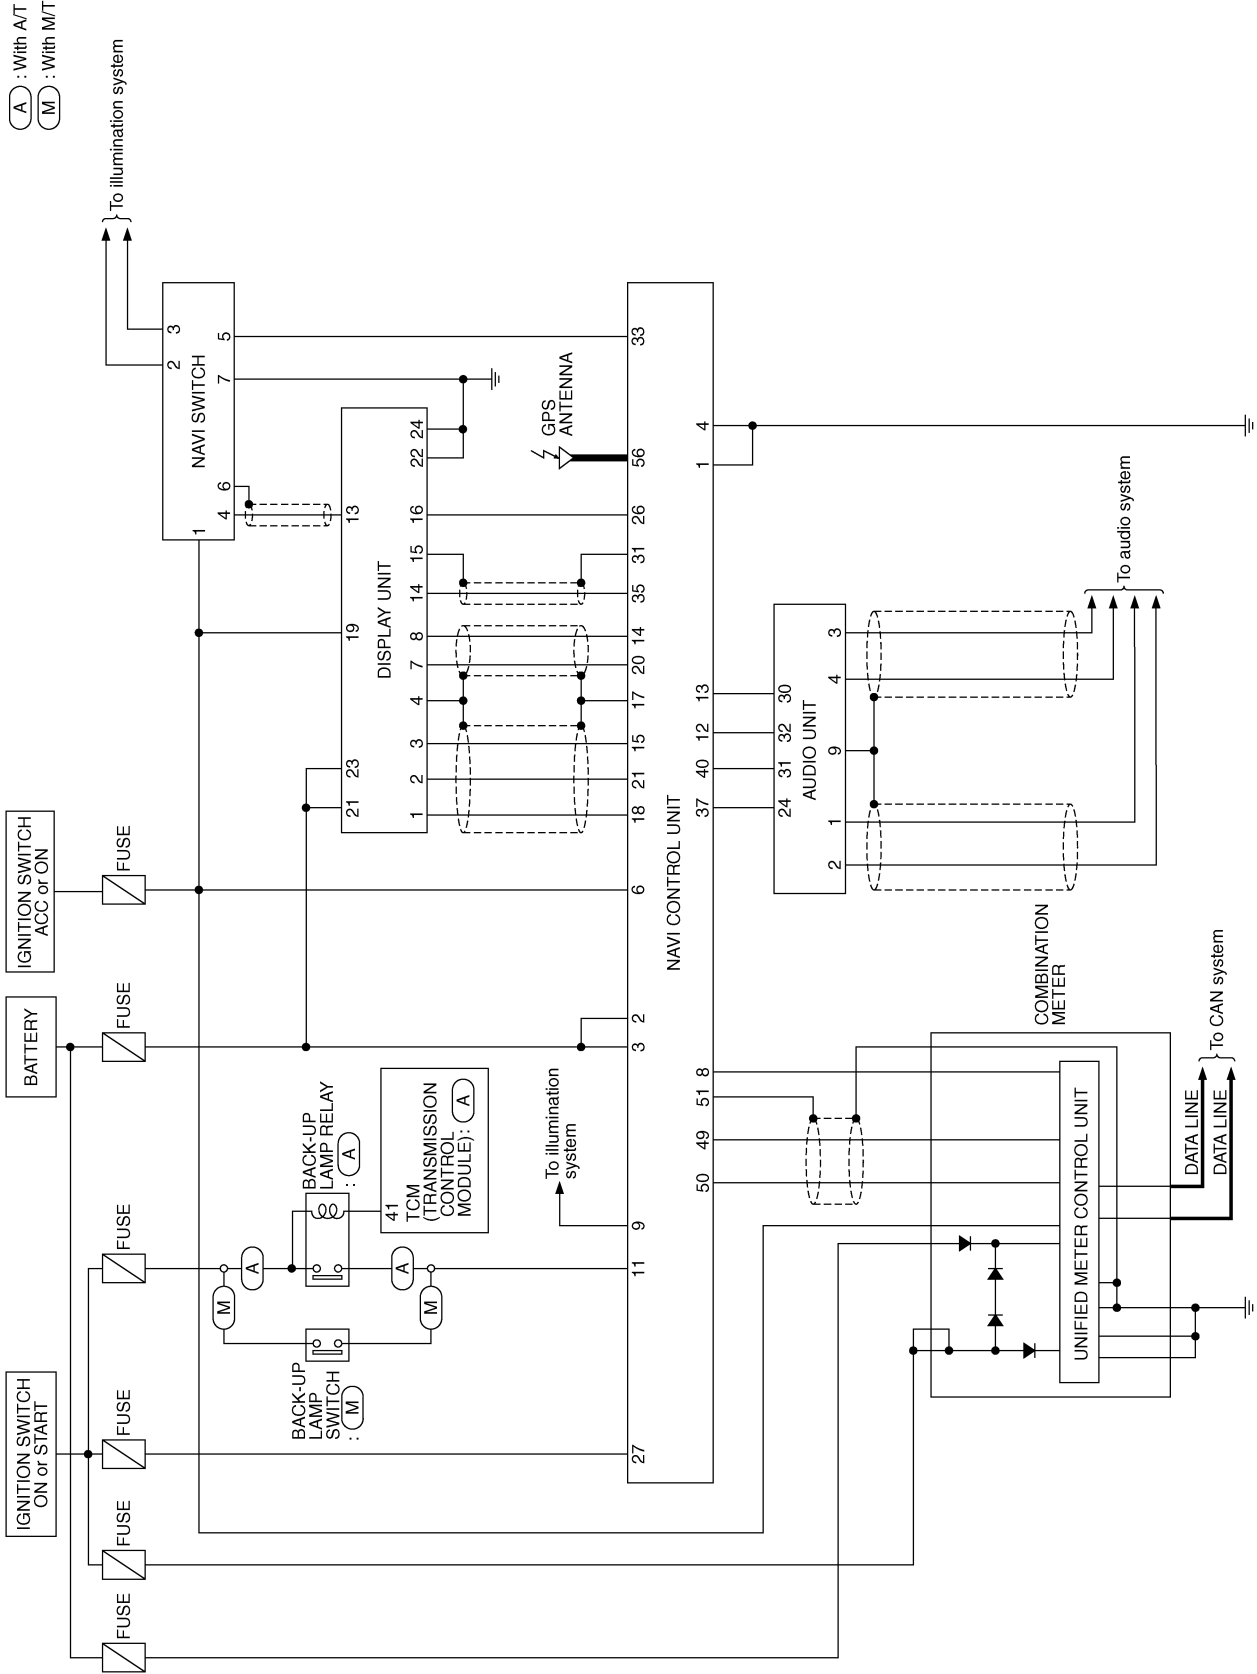 A : With A/T
M : With M/T
To illumination system
IGNITION SWITCH
ON or START
BATTERY
IGNITION SWITCH
ACC or ON
FUSE
FUSE
FUSE
FUSE
FUSE
FUSE
NAVI SWITCH
2
3
1
4
6
7
5
BACK-UP
LAMP
SWITCH
: M
M
M
A
A
BACK-UP
LAMP RELAY
: A
41
TCM
(TRANSMISSION
CONTROL
MODULE): A
DISPLAY UNIT
21
23
19
13
1
2
3
4
7
8
14
15
16
22
24
To illumination
system
GPS
ANTENNA
NAVI CONTROL UNIT
27
11
9
3
2
6
18
21
15
17
20
14
35
31
26
56
33
50
49
51
8
37
40
12
13
1
4
AUDIO UNIT
24
31
32
30
2
1
9
4
3
To audio system
COMBINATION
METER
UNIFIED METER CONTROL UNIT
DATA LINE
DATA LINE
To CAN system